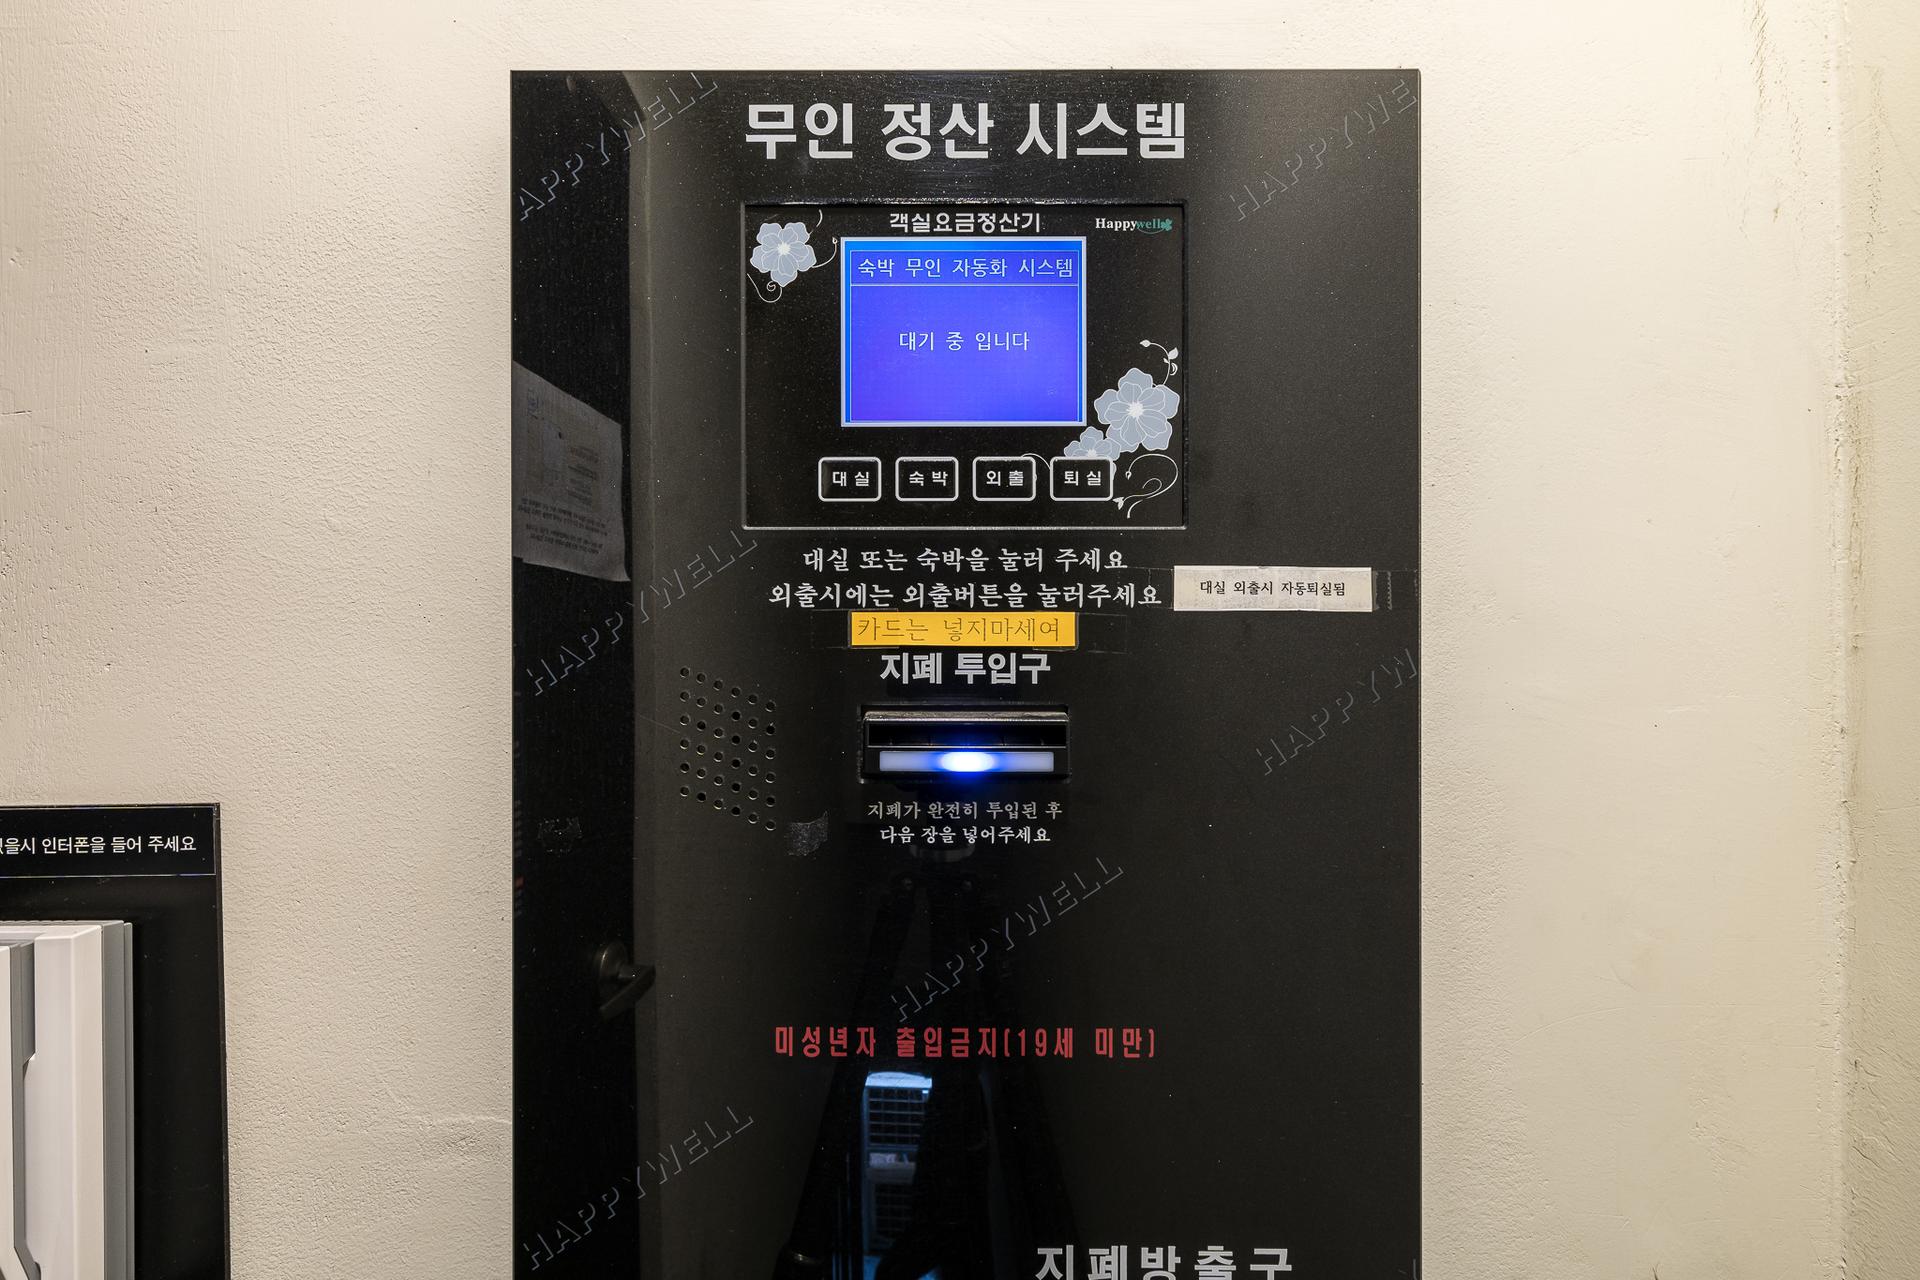 무인 정산 시스템
객실요금정산기
Happywell
숙박 무인 자동화 시스템
대기 중 입니다
대실 숙박 외출 퇴실
대실 또는 숙박을 눌러 주세요
외출시에는 외출버튼을 눌러주세요
대실 외출시 자동퇴실됨
카드는 넣지마세여
지폐 투입구
지폐가 완전히 투입된 후
다음 장을 넣어주세요
미성년자 출입금지(19세 미만)
지폐방출구
을시 인터폰을 들어 주세요
APPYWELL
HAPPYWE
HAPPYWELL
HAPPYW
HAPPYWELL
HAPPYWELL